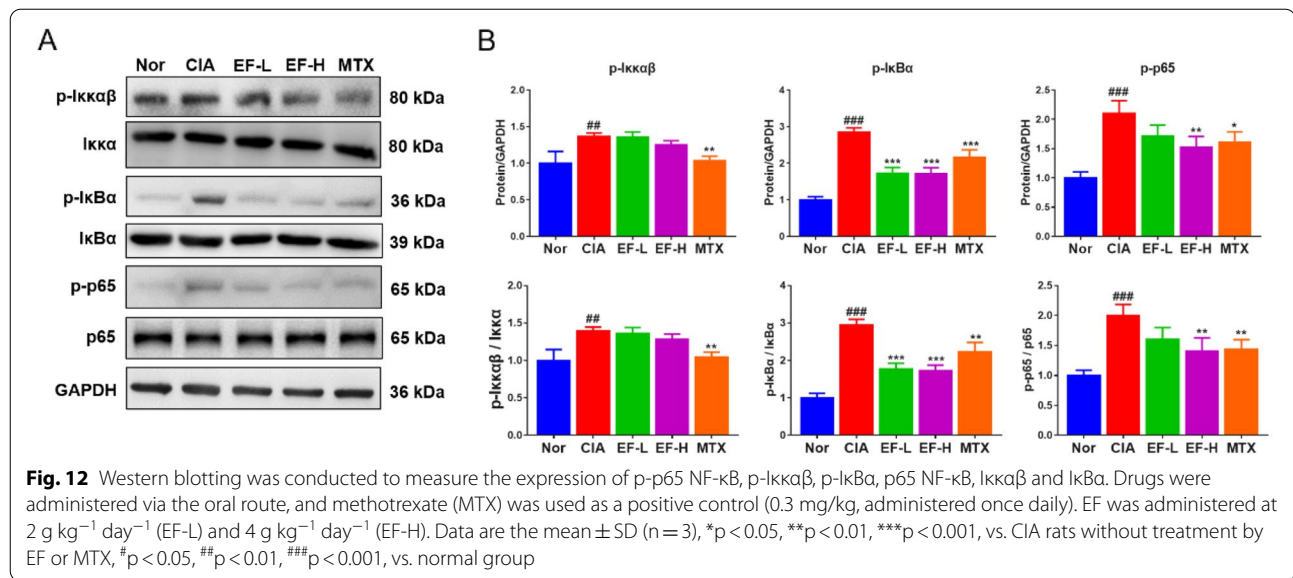 A
Nor CIA EF-L EF-H MTX
p-Iκκαβ 80 kDa
Iκκα 80 kDa
p-IκBα 36 kDa
IκBα 39 kDa
p-p65 65 kDa
p65 65 kDa
GAPDH 36 kDa
B
p-Iκκαβ
Protein/GAPDH
2.0
1.5
1.0
0.5
0.0
##
**
Nor CIA EF-L EF-H MTX
p-IκBα
Protein/GAPDH
4
3
2
1
0
###
***
***
***
Nor CIA EF-L EF-H MTX
p-p65
Protein/GAPDH
2.5
2.0
1.5
1.0
0.5
0.0
###
**
*
Nor CIA EF-L EF-H MTX
p-Iκκαβ / Iκκα
2.0
1.5
1.0
0.5
0.0
##
**
Nor CIA EF-L EF-H MTX
p-IκBα / IκBα
4
3
2
1
0
###
***
***
**
Nor CIA EF-L EF-H MTX
p-p65 / p65
2.5
2.0
1.5
1.0
0.5
0.0
###
**
**
Nor CIA EF-L EF-H MTX
Fig. 12 Western blotting was conducted to measure the expression of p-p65 NF-κB, p-Iκκαβ, p-IκBα, p65 NF-κB, Iκκαβ and IκBα. Drugs were
administered via the oral route, and methotrexate (MTX) was used as a positive control (0.3 mg/kg, administered once daily). EF was administered at
2 g kg⁻¹ day⁻¹ (EF-L) and 4 g kg⁻¹ day⁻¹ (EF-H). Data are the mean ± SD (n = 3), *p < 0.05, **p < 0.01, ***p < 0.001, vs. CIA rats without treatment by
EF or MTX, #p < 0.05, ##p < 0.01, ###p < 0.001, vs. normal group